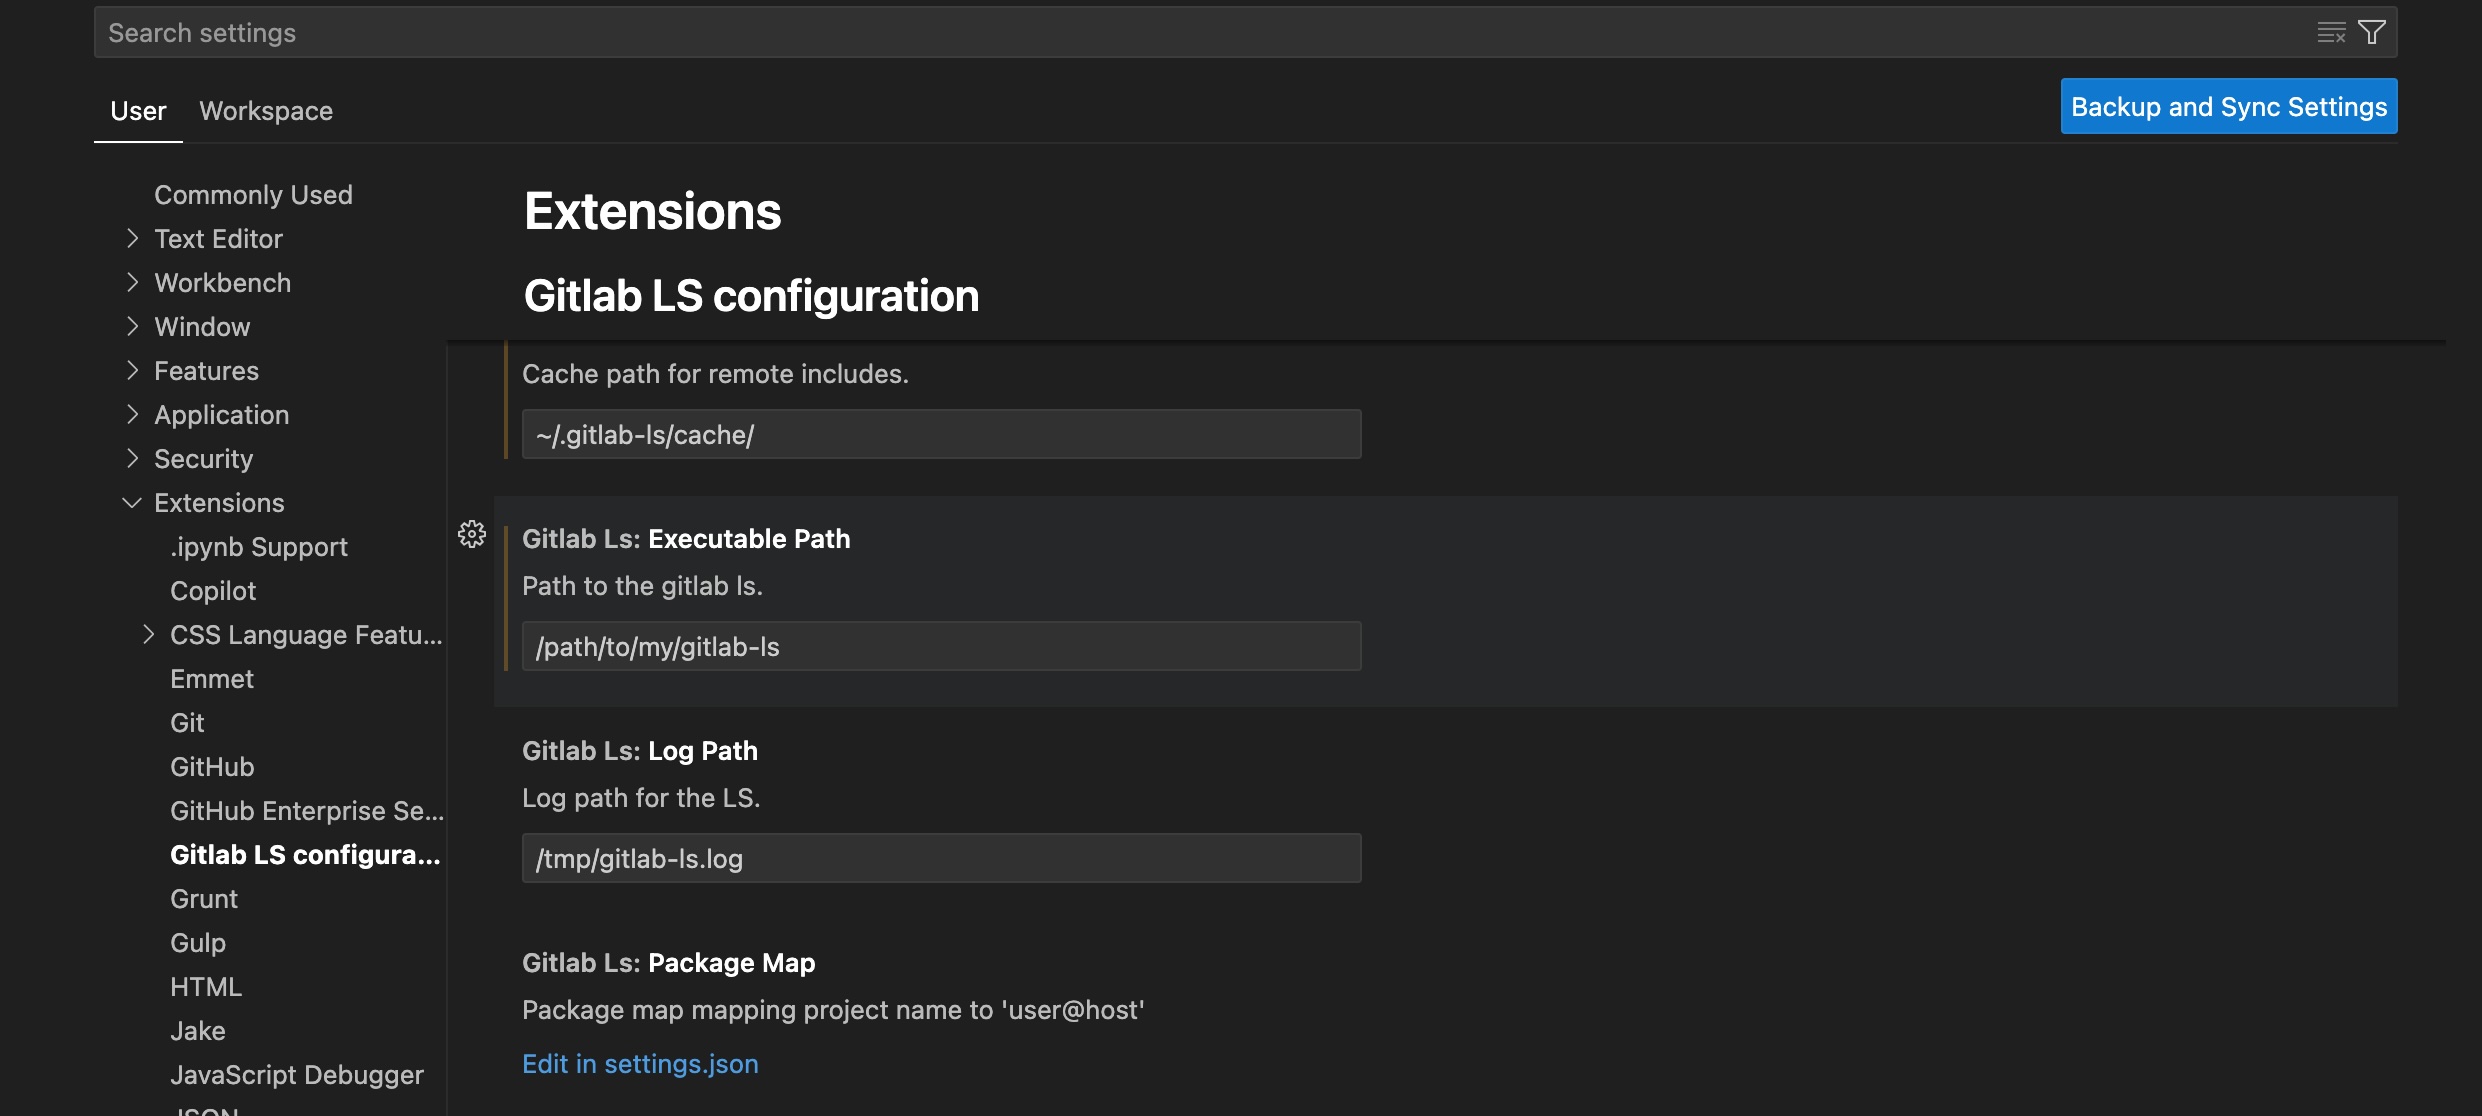 Search settings
User
Workspace
Backup and Sync Settings
Commonly Used
Text Editor
Workbench
Window
Features
Application
Security
Extensions
.ipynb Support
Copilot
CSS Language Featu...
Emmet
Git
GitHub
GitHub Enterprise Se...
Gitlab LS configura...
Grunt
Gulp
HTML
Jake
JavaScript Debugger
JSON
Extensions
Gitlab LS configuration
Cache path for remote includes.
~/.gitlab-ls/cache/
Gitlab Ls: Executable Path
Path to the gitlab ls.
/path/to/my/gitlab-ls
Gitlab Ls: Log Path
Log path for the LS.
/tmp/gitlab-ls.log
Gitlab Ls: Package Map
Package map mapping project name to 'user@host'
Edit in settings.json